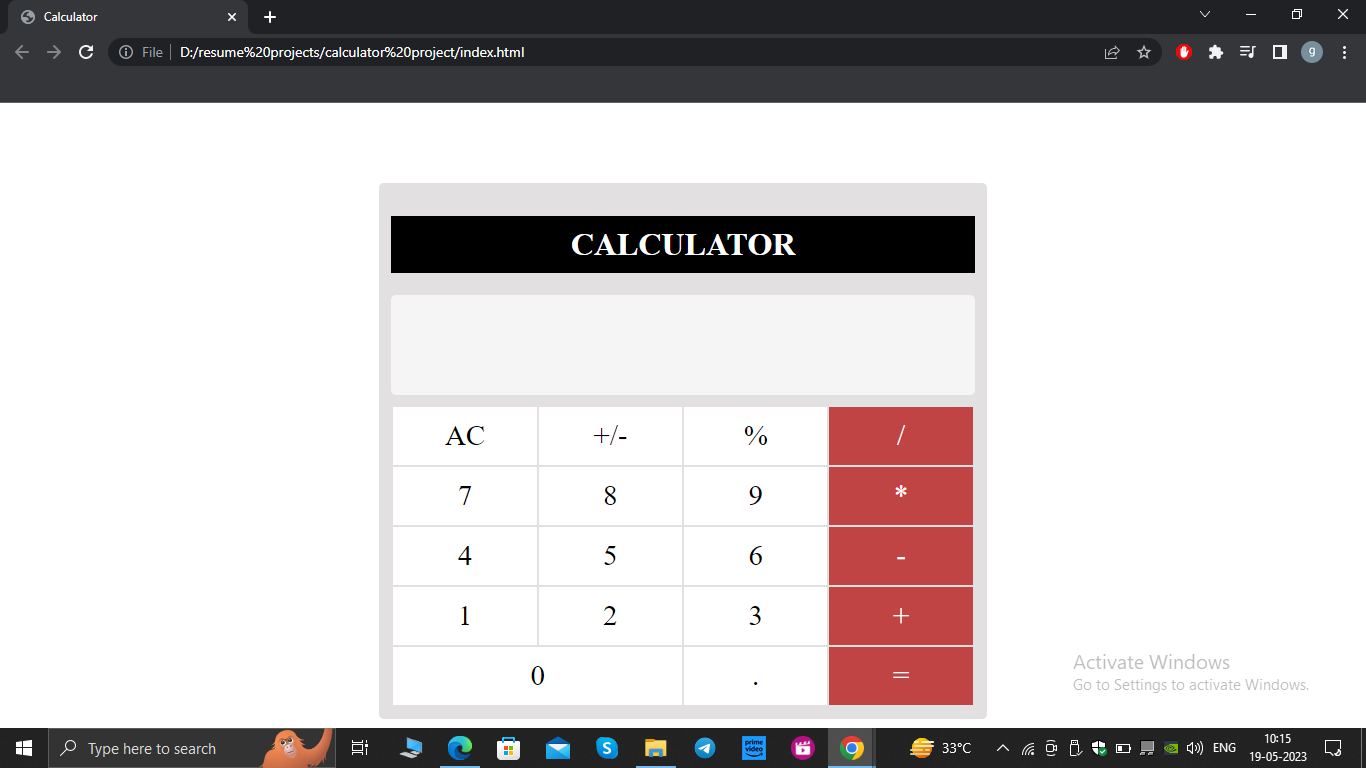 Calculator
File D:/resume%20projects/calculator%20project/index.html
g
CALCULATOR
AC +/- % /
7 8 9 *
4 5 6 -
1 2 3 +
0 . =
Activate Windows
Go to Settings to activate Windows.
Type here to search
prime video
33°C
ENG
10:15
19-05-2023